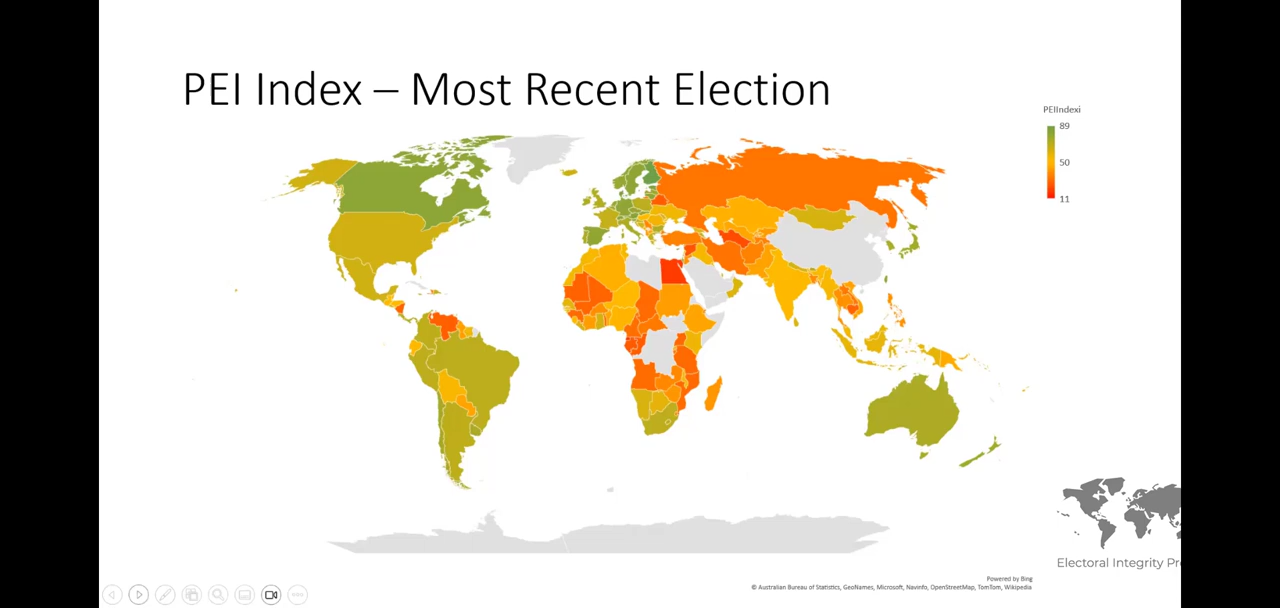 PEI Index – Most Recent Election
PEIIndexi
89
50
11
Electoral Integrity Pr
Powered by Bing
© Australian Bureau of Statistics, GeoNames, Microsoft, Navinfo, OpenStreetMap, TomTom, Wikipedia